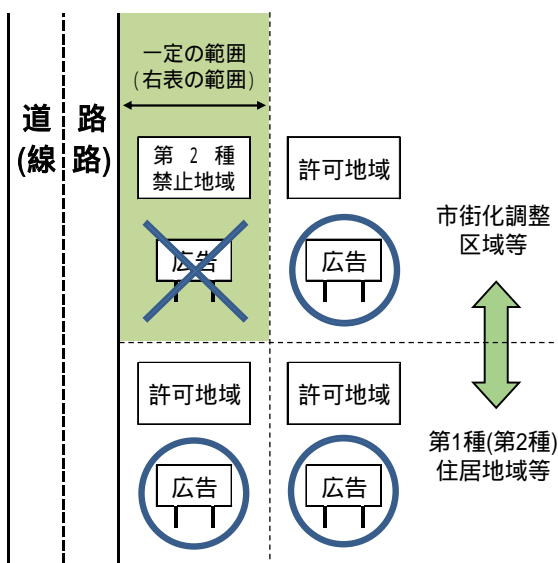 一定の範囲
(右表の範囲)
道 路
(線 路)
第 2 種
禁止地域
許可地域
広告
広告
市街化調整
区域等
許可地域
許可地域
広告
広告
第1種(第2種)
住居地域等